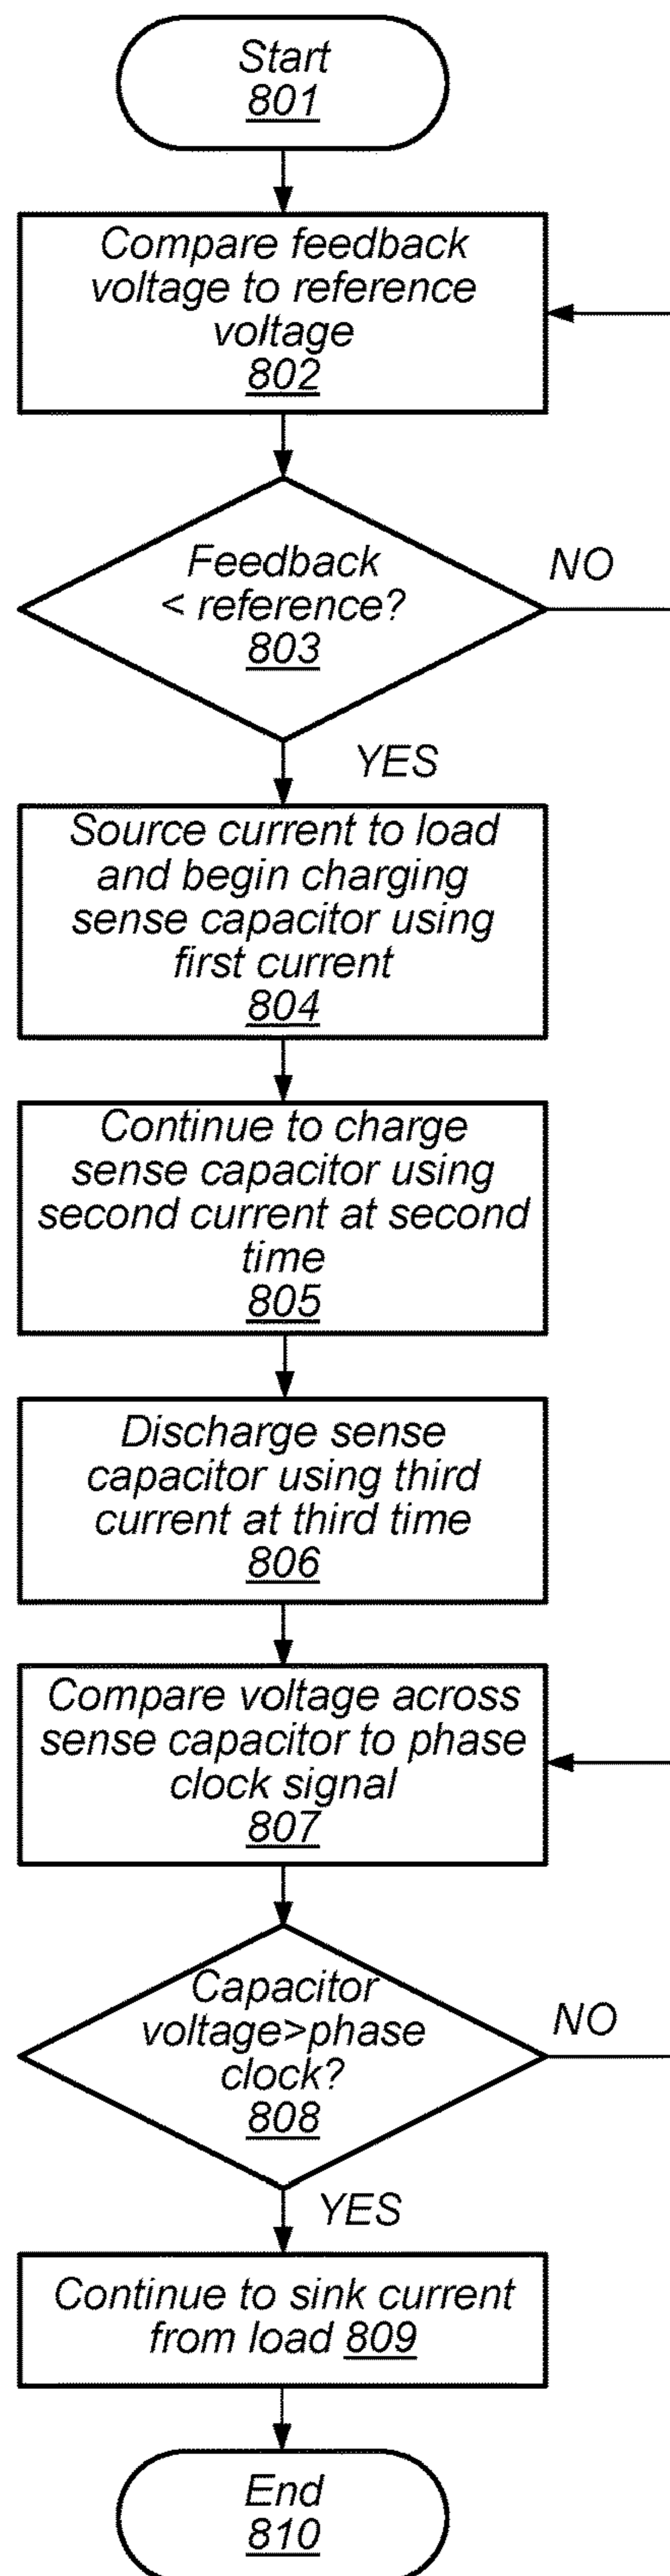 Start
801
Compare feedback
voltage to reference
voltage
802
Feedback
< reference?
803
NO
YES
Source current to load
and begin charging
sense capacitor using
first current
804
Continue to charge
sense capacitor using
second current at second
time
805
Discharge sense
capacitor using third
current at third time
806
Compare voltage across
sense capacitor to phase
clock signal
807
Capacitor
voltage>phase
clock?
808
NO
YES
Continue to sink current
from load 809
End
810